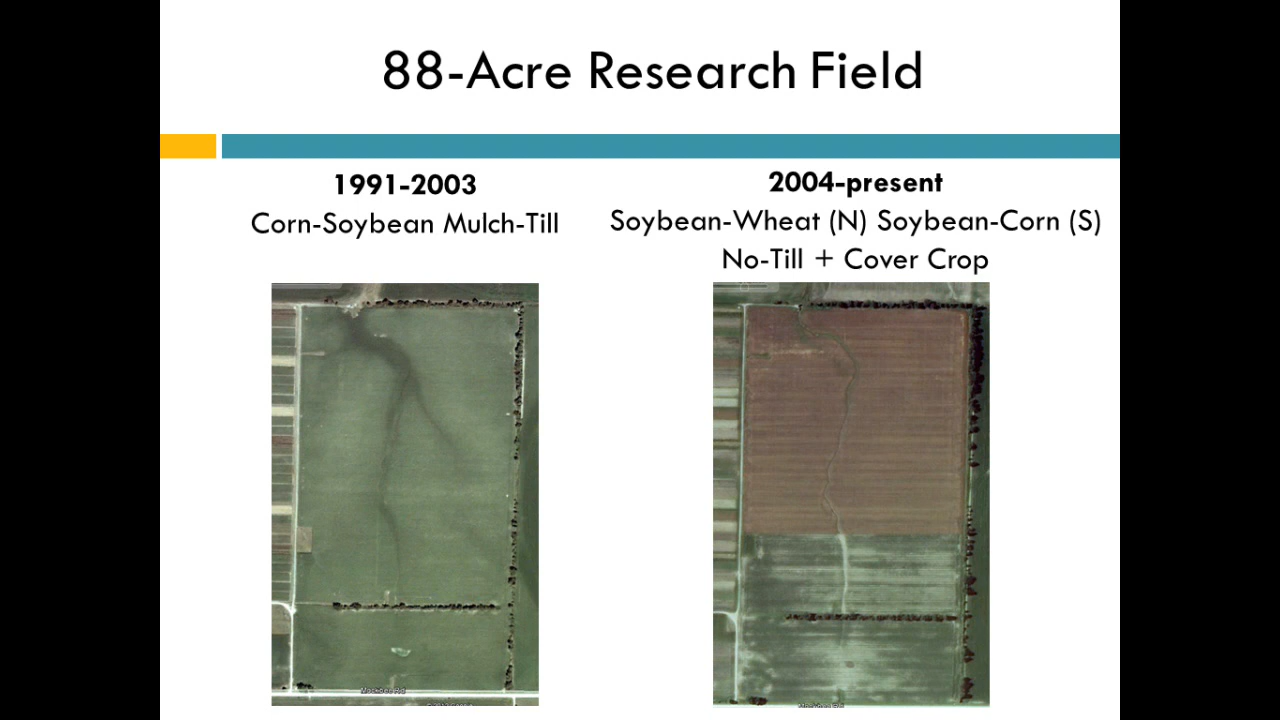 88-Acre Research Field
1991-2003
Corn-Soybean Mulch-Till
2004-present
Soybean-Wheat (N) Soybean-Corn (S)
No-Till + Cover Crop